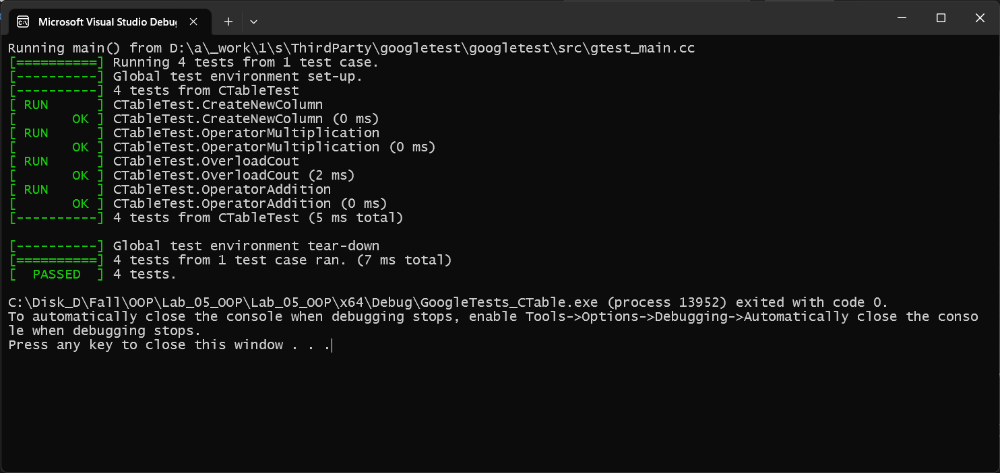 Microsoft Visual Studio Debu
Running main() from D:\a\_work\1\s\ThirdParty\googletest\googletest\src\gtest_main.cc
[==========] Running 4 tests from 1 test case.
[----------] Global test environment set-up.
[----------] 4 tests from CTableTest
[ RUN      ] CTableTest.CreateNewColumn
[       OK ] CTableTest.CreateNewColumn (0 ms)
[ RUN      ] CTableTest.OperatorMultiplication
[       OK ] CTableTest.OperatorMultiplication (0 ms)
[ RUN      ] CTableTest.OverloadCout
[       OK ] CTableTest.OverloadCout (2 ms)
[ RUN      ] CTableTest.OperatorAddition
[       OK ] CTableTest.OperatorAddition (0 ms)
[----------] 4 tests from CTableTest (5 ms total)
[----------] Global test environment tear-down
[==========] 4 tests from 1 test case ran. (7 ms total)
[  PASSED  ] 4 tests.
C:\Disk_D\Fall\OOP\Lab_05_OOP\Lab_05_OOP\x64\Debug\GoogleTests_CTable.exe (process 13952) exited with code 0.
To automatically close the console when debugging stops, enable Tools->Options->Debugging->Automatically close the conso
le when debugging stops.
Press any key to close this window . . .